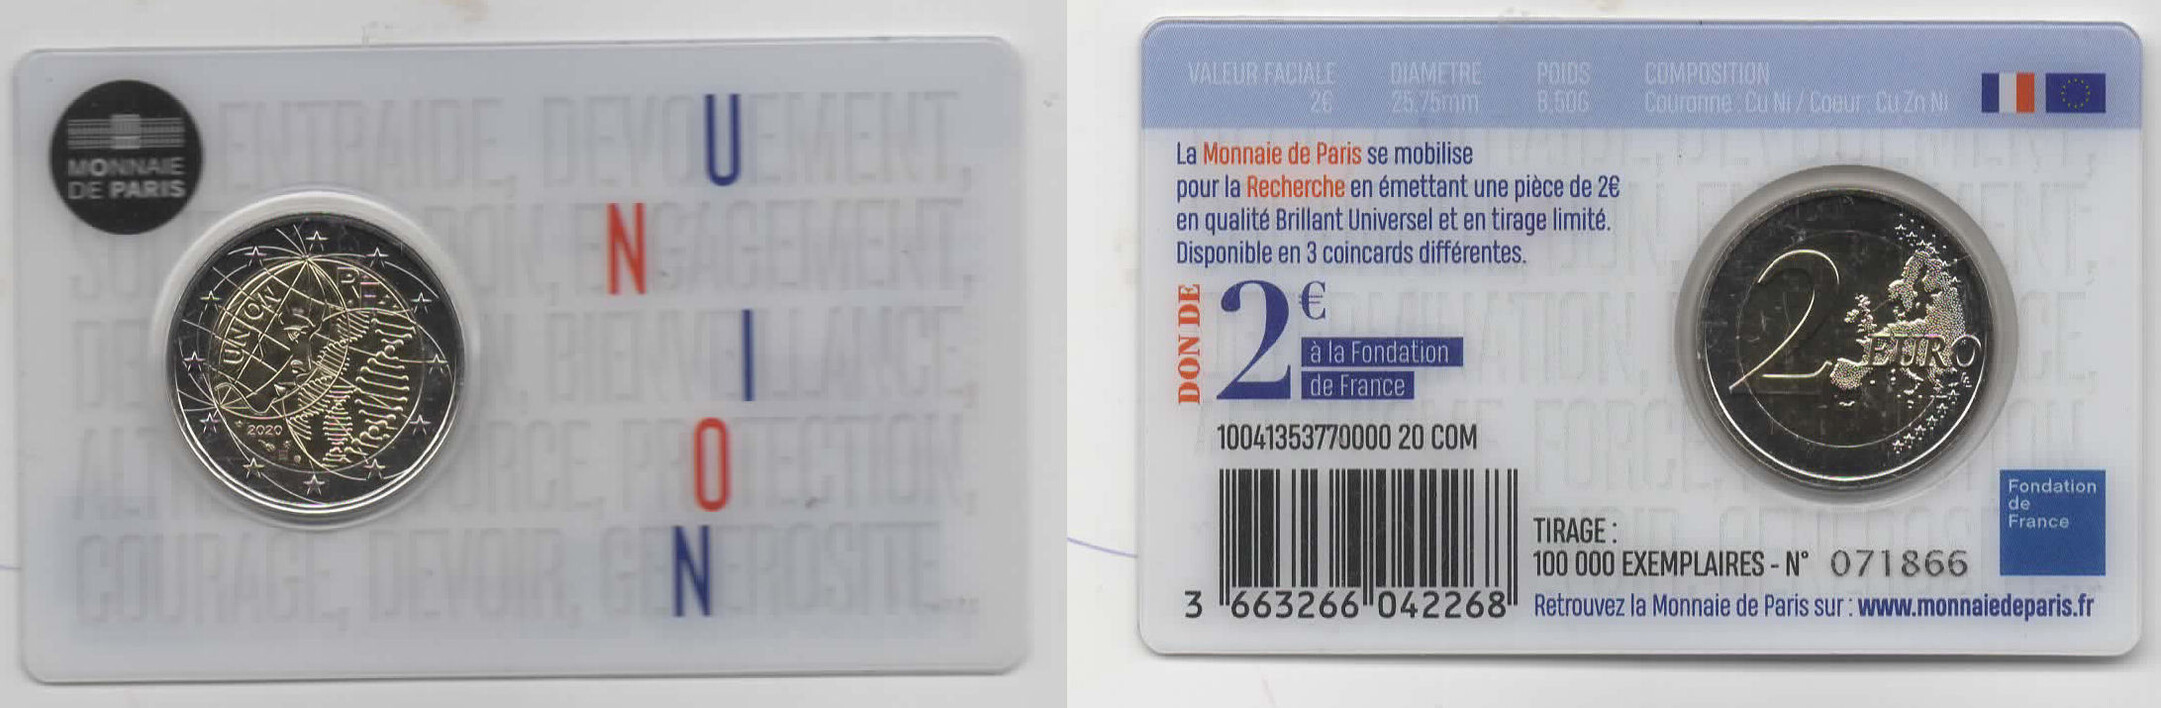 MONNAIE
DE PARIS
ENTRAIDE, DEVOUEMENT,
ENGAGEMENT,
BIENVEILLANCE,
FORCE, PROTECTION,
COURAGE, DEVOIR, GENEROSITE...
UNION
RF
2020
VALEUR FACIALE
2€
DIAMETRE
25.75mm
POIDS
8.50G
COMPOSITION
Couronne : Cu Ni / Coeur : Cu Zn Ni
La Monnaie de Paris se mobilise
pour la Recherche en émettant une pièce de 2€
en qualité Brillant Universel et en tirage limité.
Disponible en 3 coincards différentes.
DON DE
2€
à la Fondation
de France
10041353770000 20 COM
3 663266 042268
TIRAGE :
100 000 EXEMPLAIRES - N° 071866
Retrouvez la Monnaie de Paris sur : www.monnaiedeparis.fr
2 EURO
Fondation
de
France